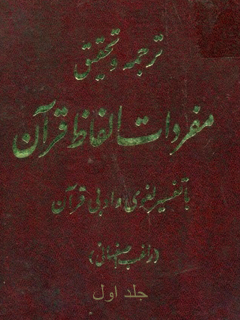 ترجمه و تحقیق
مفردات الفاظ قرآن
با تفسیر لغوی و ادبی قرآن
(راغب اصفهانی)
جلد اول